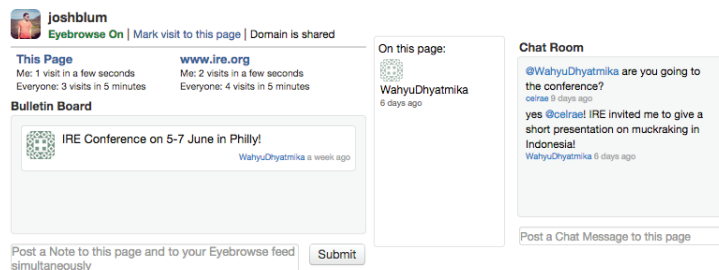 joshblum
Eyebrowse On | Mark visit to this page | Domain is shared
This Page
Me: 1 visit in a few seconds
Everyone: 3 visits in 5 minutes
www.ire.org
Me: 2 visits in a few seconds
Everyone: 4 visits in 5 minutes
Bulletin Board
IRE Conference on 5-7 June in Philly!
WahyuDhyatmika a week ago
Post a Note to this page and to your Eyebrowse feed
simultaneously
Submit
On this page:
WahyuDhyatmika
6 days ago
Chat Room
@WahyuDhyatmika are you going to
the conference?
celrae 9 days ago
yes @celrae! IRE invited me to give a
short presentation on muckraking in
Indonesia!
WahyuDhyatmika 6 days ago
Post a Chat Message to this page